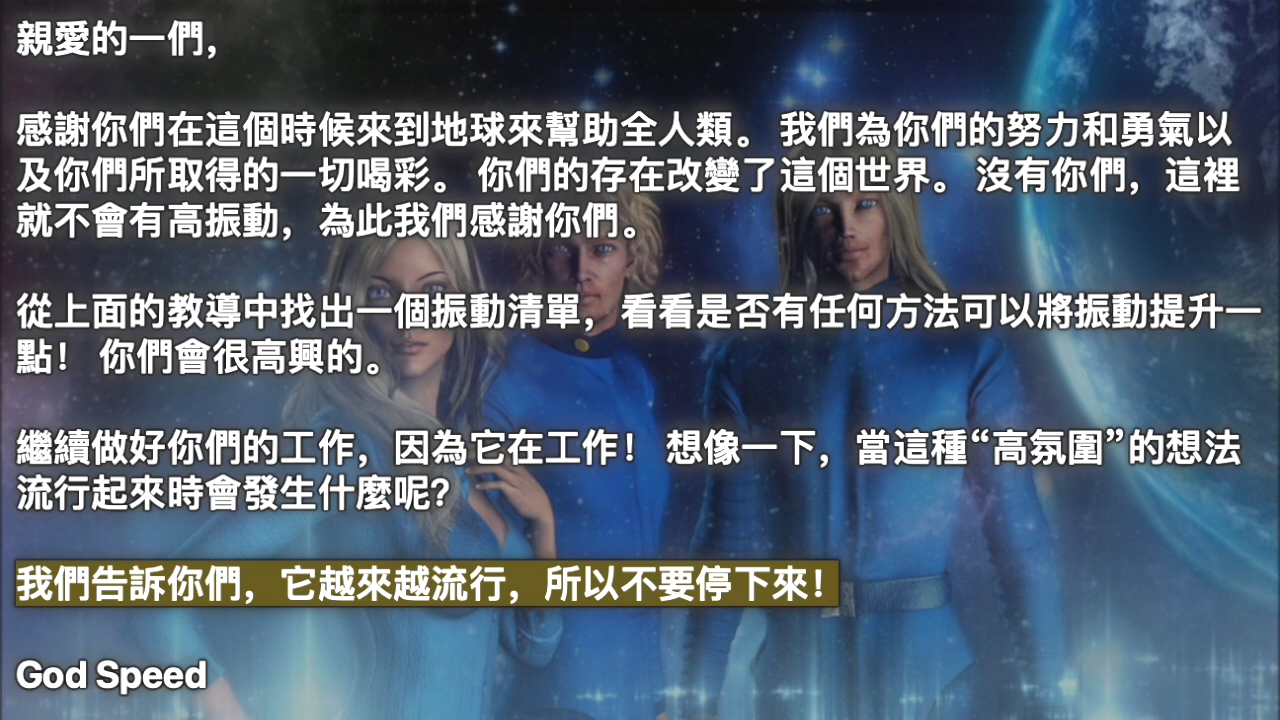 親愛的一們，
感謝你們在這個時候來到地球來幫助全人類。 我們為你們的努力和勇氣以
及你們所取得的一切喝彩。 你們的存在改變了這個世界。 沒有你們，這裡
就不會有高振動，為此我們感謝你們。
從上面的教導中找出一個振動清單，看看是否有任何方法可以將振動提升一
點！ 你們會很高興的。
繼續做好你們的工作，因為它在工作！ 想像一下，當這種“高氛圍”的想法
流行起來時會發生什麼呢？
我們告訴你們，它越來越流行，所以不要停下來！
God Speed